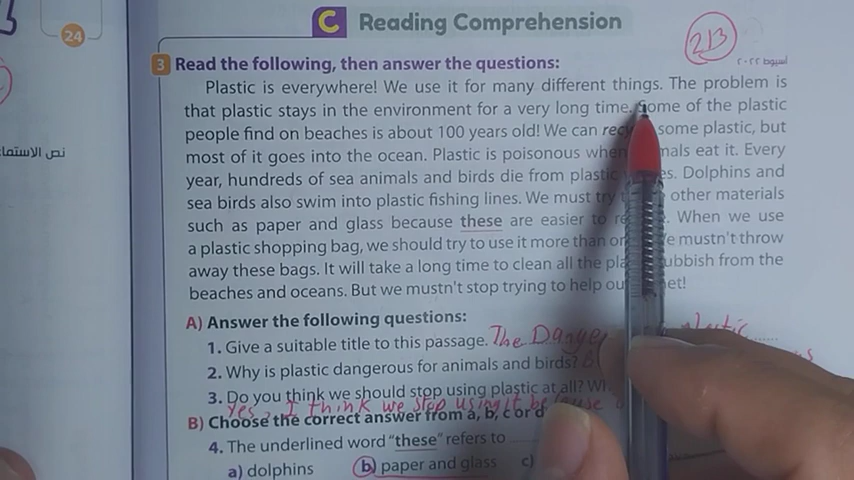 24
C Reading Comprehension
213
أسيوط ٢٠٢٢
3 Read the following, then answer the questions:
Plastic is everywhere! We use it for many different things. The problem is
that plastic stays in the environment for a very long time. Some of the plastic
people find on beaches is about 100 years old! We can some plastic, but
most of it goes into the ocean. Plastic is poisonous when eat it. Every
year, hundreds of sea animals and birds die from plastic Dolphins and
sea birds also swim into plastic fishing lines. We must try other materials
such as paper and glass because these are easier to When we use
a plastic shopping bag, we should try to use it more than mustn't throw
away these bags. It will take a long time to clean all the rubbish from the
beaches and oceans. But we mustn't stop trying to help
A) Answer the following questions:
1. Give a suitable title to this passage. The
plastic
2. Why is plastic dangerous for animals and birds?
3. Do you think we should stop using plastic at all?
Yes, I think we stop using it because
B) Choose the correct answer from a, b, c or d
4. The underlined word "these" refers to
a) dolphins b) paper and glass c)
نص الاستماع